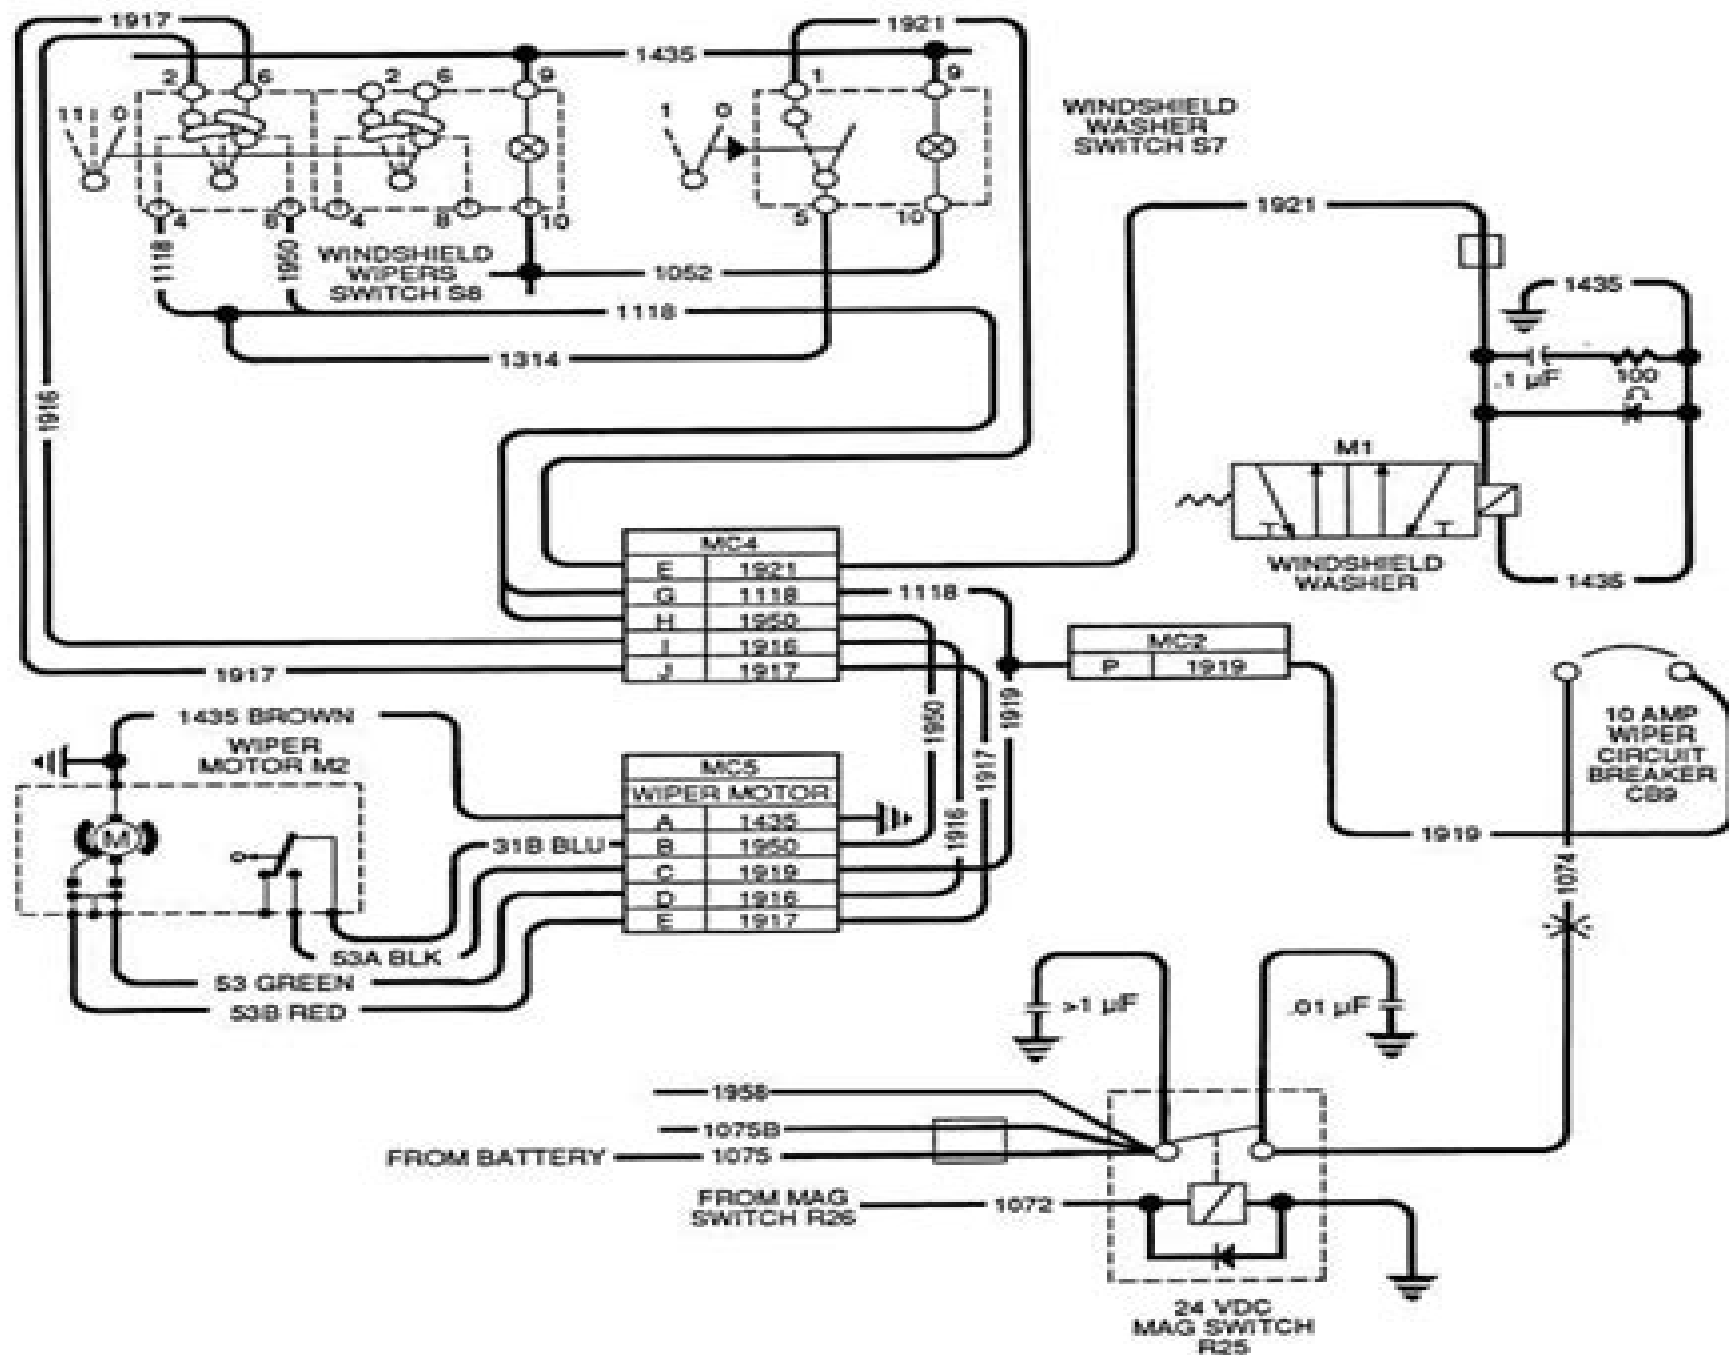 1917
1921
1435
2 6 2 6 9 1 9
11 0
1 0
WINDSHIELD
WASHER
SWITCH S7
4 6 4 8 10
5 10
1118
1950
WINDSHIELD
WIPERS
SWITCH S8
1052
1921
1118
1314
1435
.1 µF
100
1916
M1
WINDSHIELD
WASHER
1435
MC4
E 1921
G 1118
H 1950
I 1916
J 1917
1118
MC2
P 1919
1917
1950
1919
1917
1916
10 AMP
WIPER
CIRCUIT
BREAKER
CB9
1435 BROWN
WIPER
MOTOR M2
M
MC5
WIPER MOTOR
A 1435
B 1950
C 1919
D 1916
E 1917
31B BLU
53A BLK
53 GREEN
53B RED
1919
1074
>1 µF
.01 µF
1958
1075B
FROM BATTERY 1075
FROM MAG
SWITCH R26
1072
24 VDC
MAG SWITCH
R25